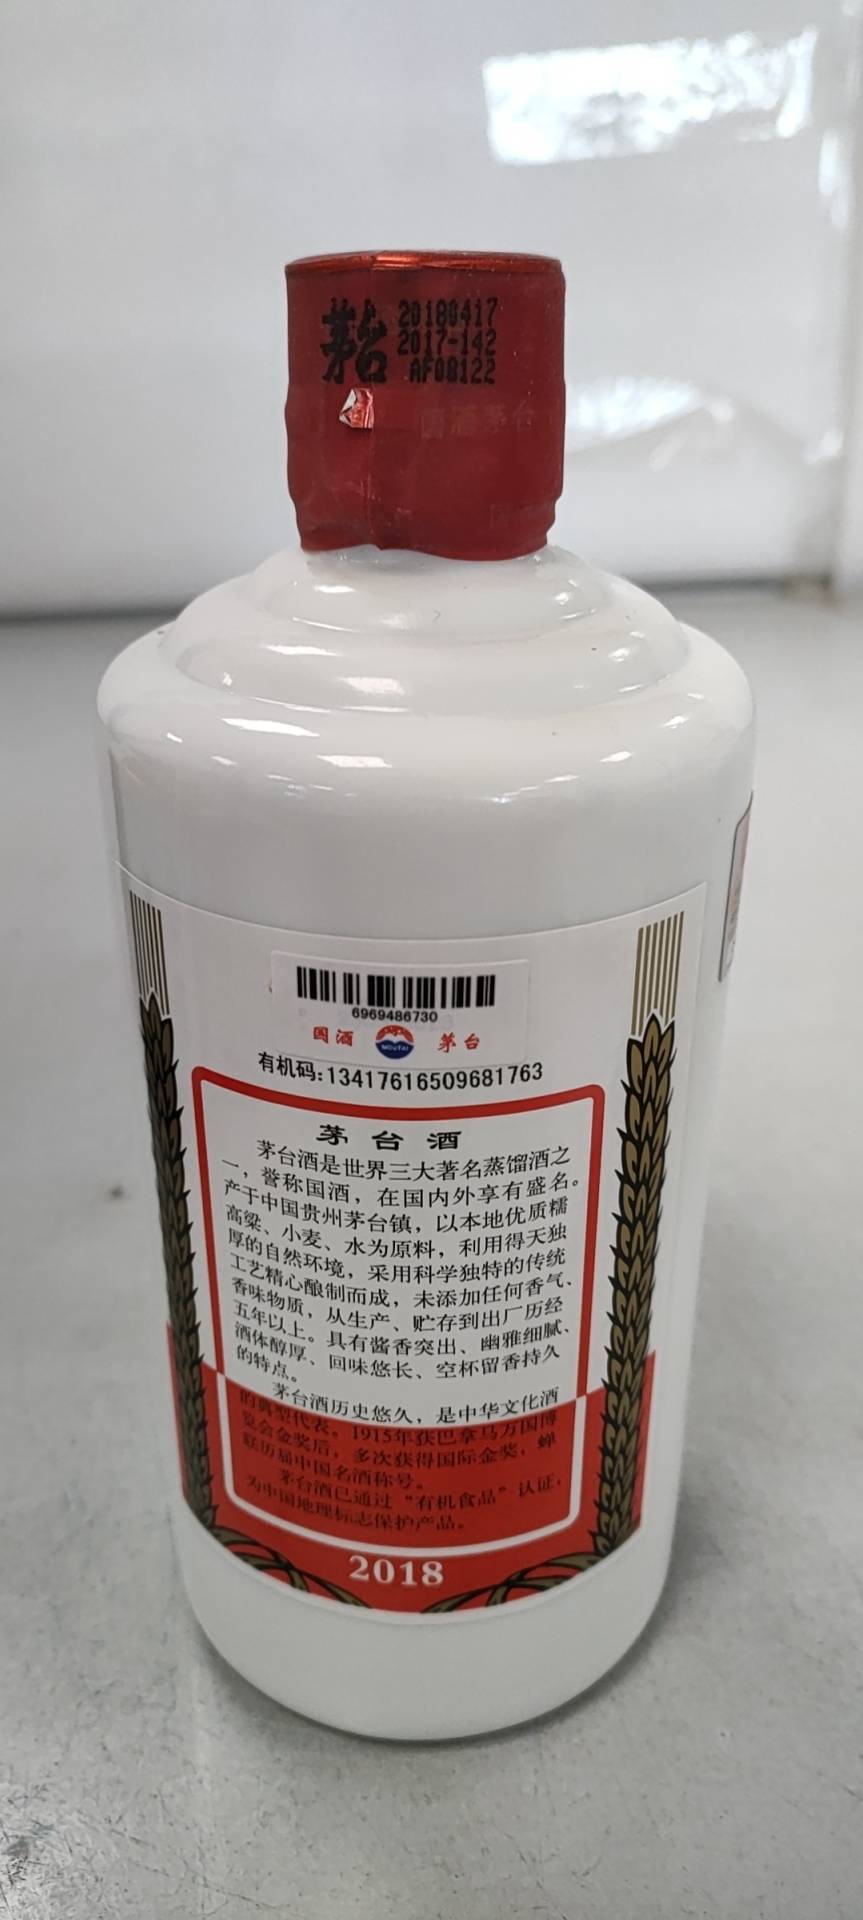 茅台
20180417
2017-142
AF08122
国酒茅台
6969486730
国酒
MOUTAI
茅台
有机码:13417616509681763
茅台酒
茅台酒是世界三大著名蒸馏酒之
一，誉称国酒，在国内外享有盛名。
产于中国贵州茅台镇，以本地优质糯
高粱、小麦、水为原料，利用得天独
厚的自然环境，采用科学独特的传统
工艺精心酿制而成，未添加任何香气、
香味物质，从生产、贮存到出厂历经
五年以上。具有酱香突出、幽雅细腻、
酒体醇厚、回味悠长、空杯留香持久
的特点。
茅台酒历史悠久，是中华文化酒
的典型代表。1915年获巴拿马万国博
览会金奖后，多次获得国际金奖，蝉
联历届中国名酒称号。
茅台酒已通过“有机食品”认证，
为中国地理标志保护产品。
2018